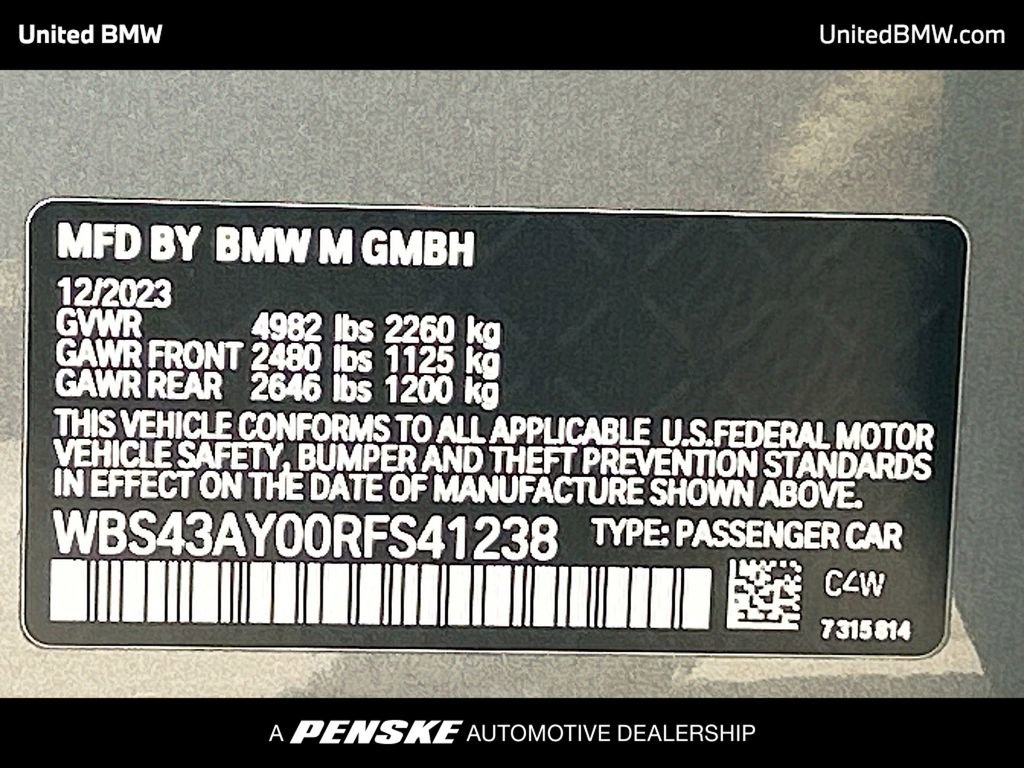 United BMW
UnitedBMW.com
MFD BY BMW M GMBH
12/2023
GVWR 4982 lbs 2260 kg
GAWR FRONT 2480 lbs 1125 kg
GAWR REAR 2646 lbs 1200 kg
THIS VEHICLE CONFORMS TO ALL APPLICABLE U.S.FEDERAL MOTOR
VEHICLE SAFETY, BUMPER AND THEFT PREVENTION STANDARDS
IN EFFECT ON THE DATE OF MANUFACTURE SHOWN ABOVE.
WBS43AY00RFS41238 TYPE: PASSENGER CAR
C4W
7315814
A PENSKE AUTOMOTIVE DEALERSHIP